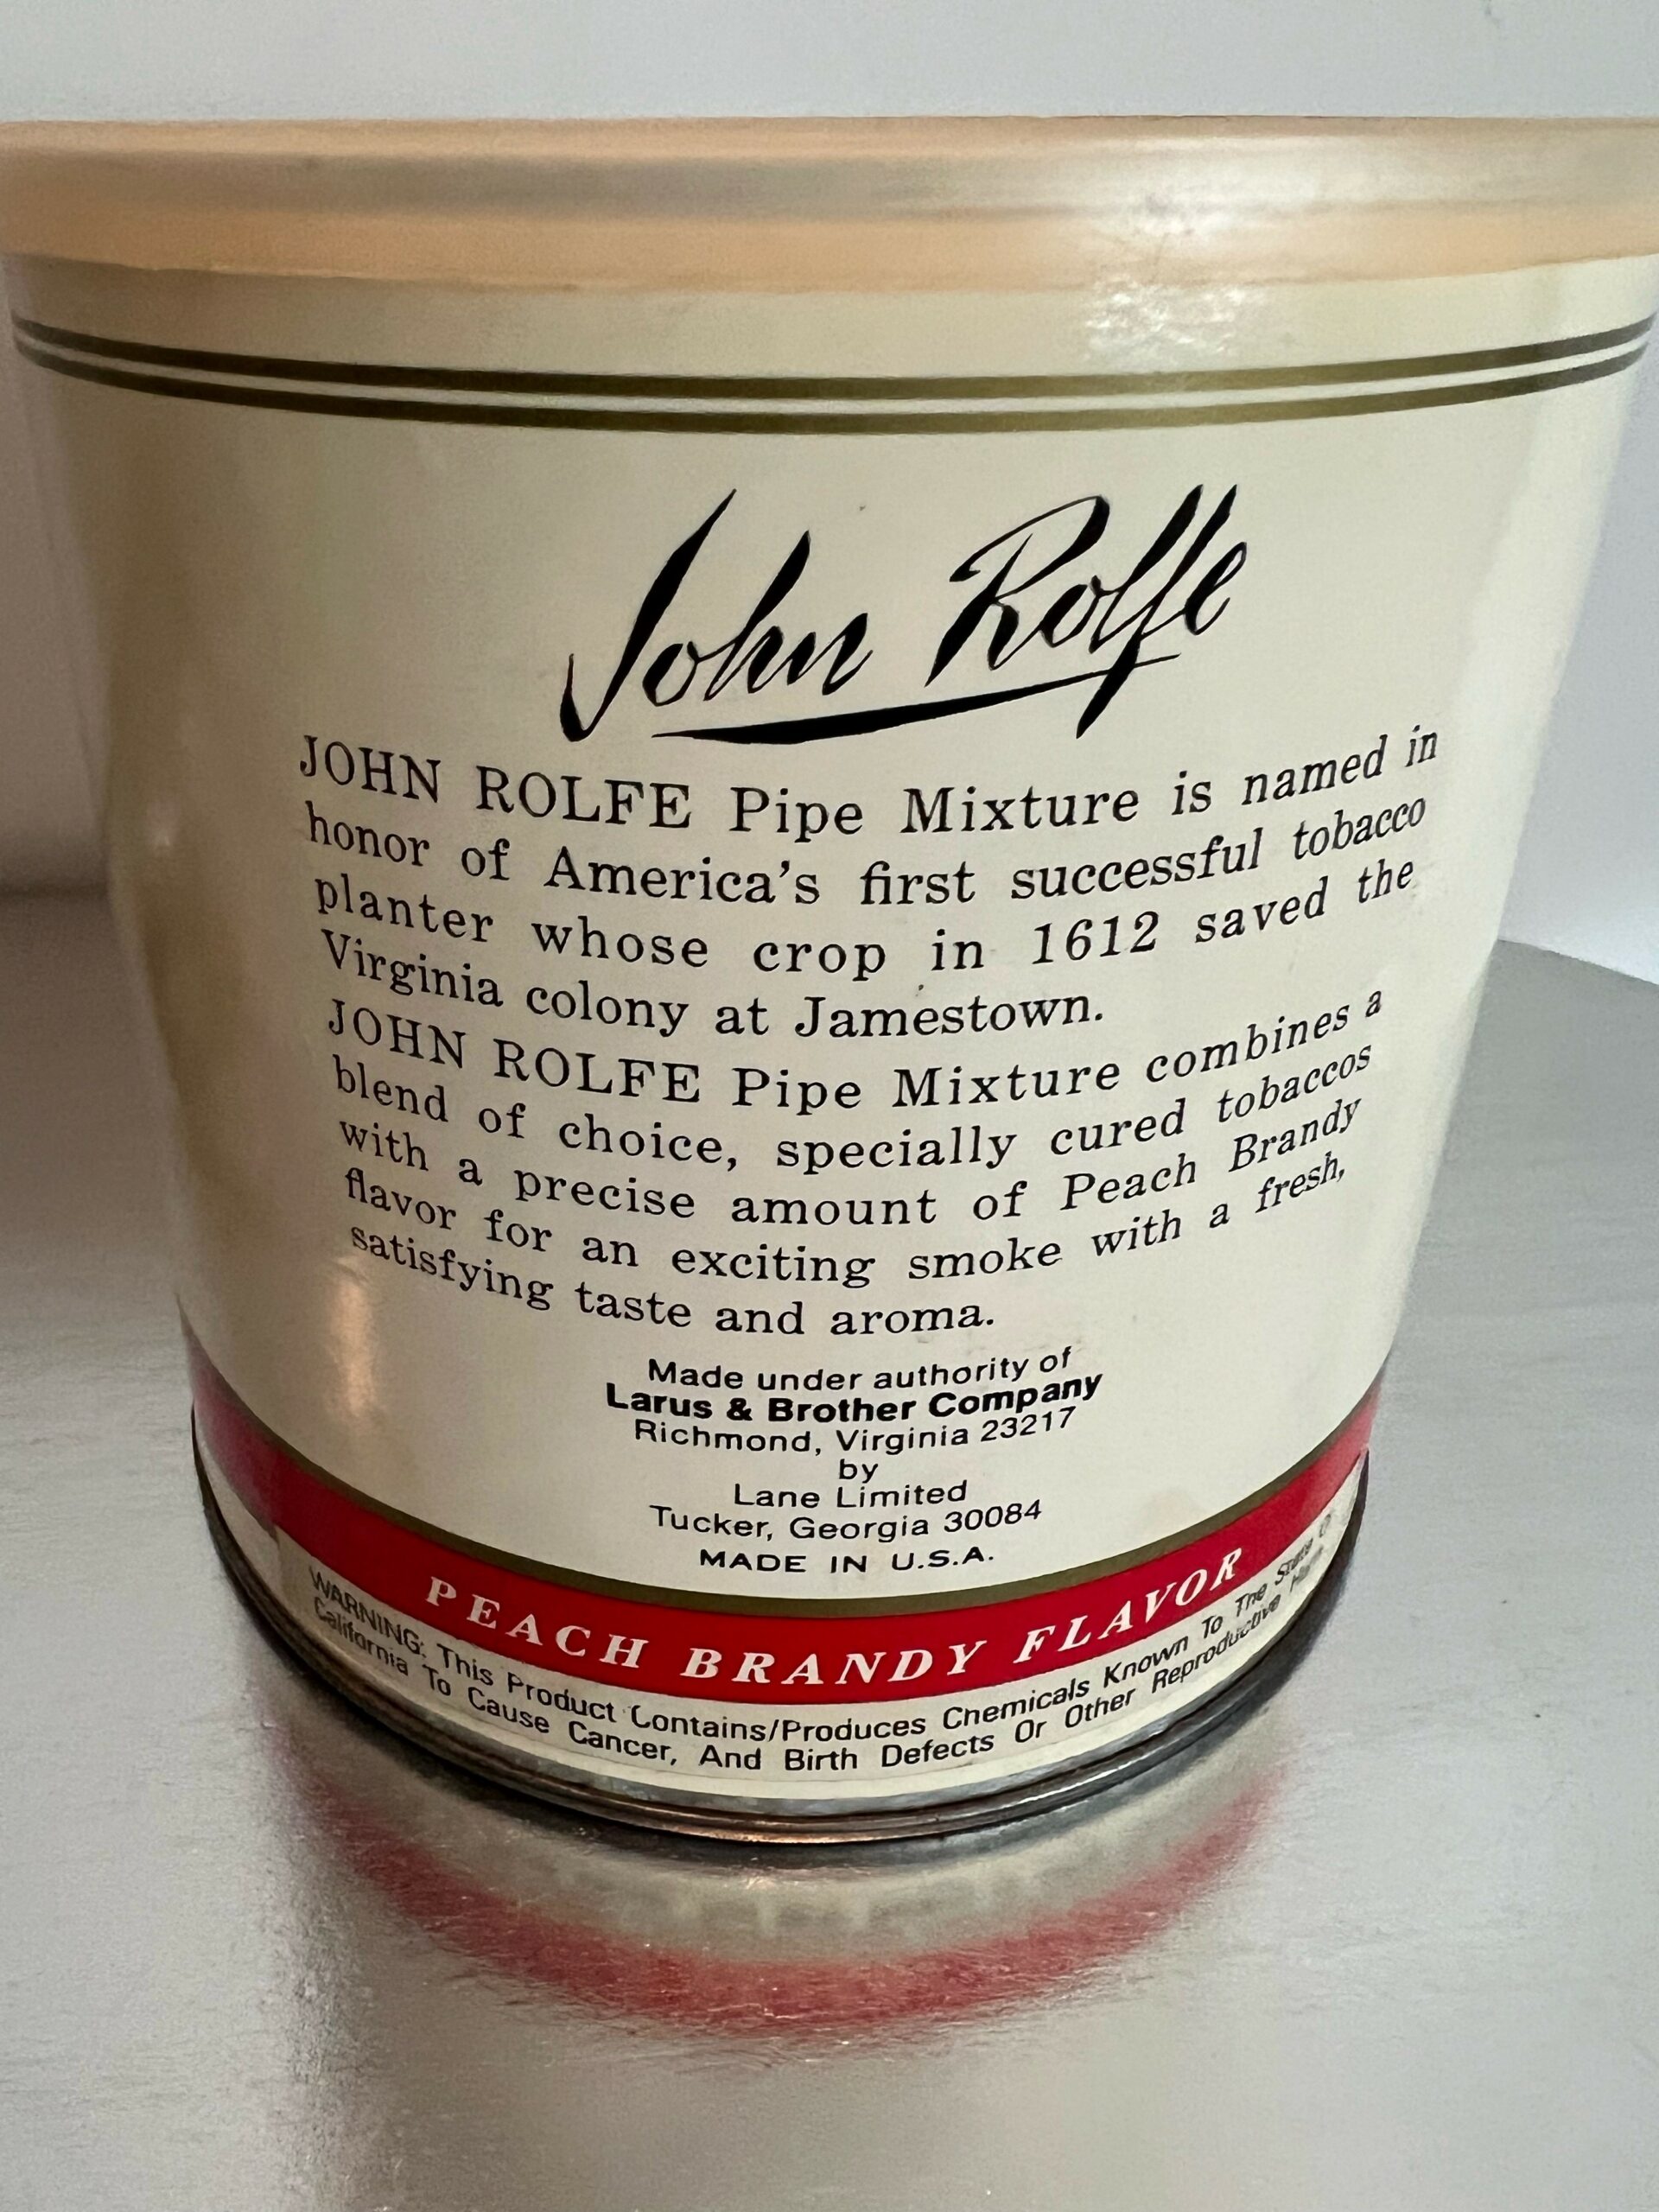 John Rolfe
JOHN ROLFE Pipe Mixture is named in
honor of America's first successful tobacco
planter whose crop in 1612 saved the
Virginia colony at Jamestown.
JOHN ROLFE Pipe Mixture combines a
blend of choice, specially cured tobaccos
with a precise amount of Peach Brandy
flavor for an exciting smoke with a fresh,
satisfying taste and aroma.
Made under authority of
Larus & Brother Company
Richmond, Virginia 23217
by
Lane Limited
Tucker, Georgia 30084
MADE IN U.S.A.
PEACH BRANDY FLAVOR
WARNING: This Product Contains/Produces Chemicals Known To The State Of
California To Cause Cancer, And Birth Defects Or Other Reproductive Harm.